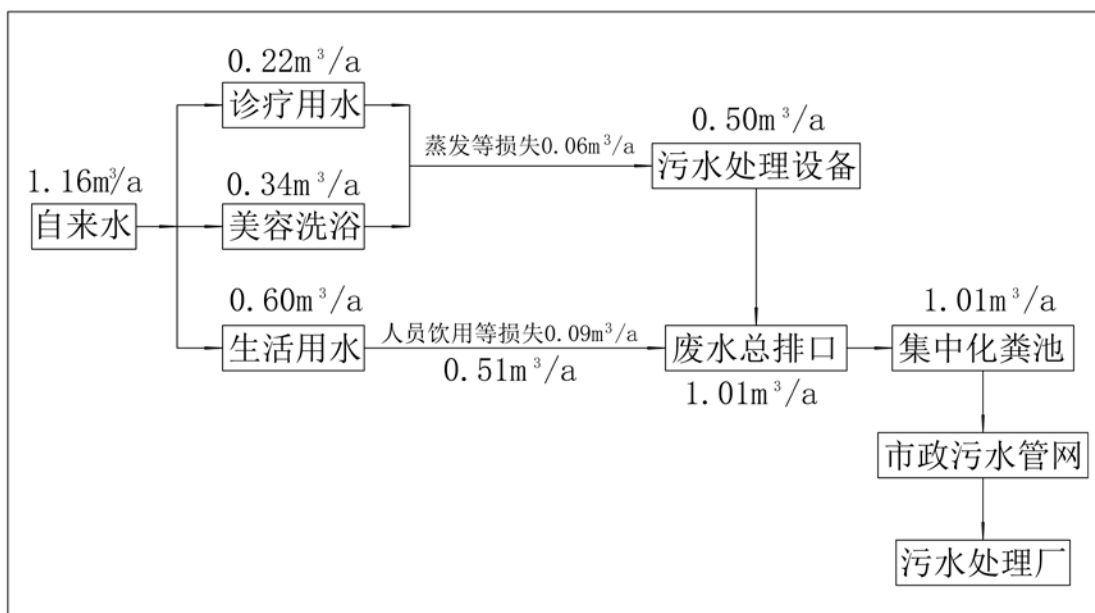 0.22m³/a
诊疗用水
蒸发等损失0.06m³/a
0.50m³/a
污水处理设备
1.16m³/a
自来水
0.34m³/a
美容洗浴
0.60m³/a
生活用水
人员饮用等损失0.09m³/a
0.51m³/a
废水总排口
1.01m³/a
1.01m³/a
集中化粪池
市政污水管网
污水处理厂